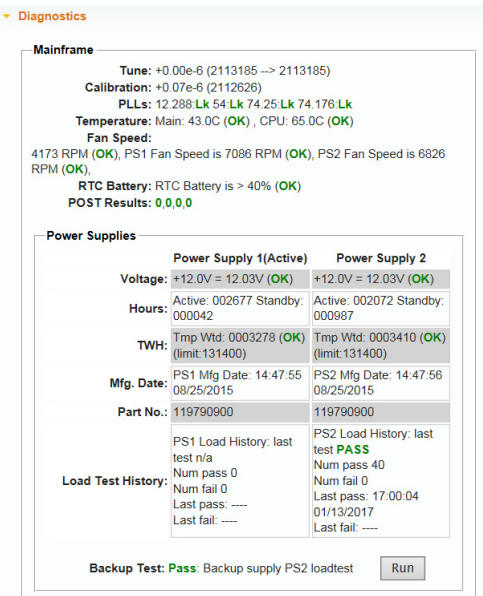 Diagnostics
Mainframe
Tune: +0.00e-6 (2113185 --> 2113185)
Calibration: +0.07e-6 (2112626)
PLLs: 12.288:Lk 54:Lk 74.25:Lk 74.176:Lk
Temperature: Main: 43.0C (OK) , CPU: 65.0C (OK)
Fan Speed:
4173 RPM (OK), PS1 Fan Speed is 7086 RPM (OK), PS2 Fan Speed is 6826
RPM (OK),
RTC Battery: RTC Battery is > 40% (OK)
POST Results: 0,0,0,0
Power Supplies
Power Supply 1(Active) Power Supply 2
Voltage: +12.0V = 12.03V (OK) +12.0V = 12.03V (OK)
Hours: Active: 002677 Standby: 000042 Active: 002072 Standby: 000987
TWH: Tmp Wtd: 0003278 (OK) (limit:131400) Tmp Wtd: 0003410 (OK) (limit:131400)
Mfg. Date: PS1 Mfg Date: 14:47:55 08/25/2015 PS2 Mfg Date: 14:47:56 08/25/2015
Part No.: 119790900 119790900
Load Test History:
PS1 Load History: last
test n/a
Num pass 0
Num fail 0
Last pass: ----
Last fail: ----
PS2 Load History: last
test PASS
Num pass 40
Num fail 0
Last pass: 17:00:04
01/13/2017
Last fail: ----
Backup Test: Pass: Backup supply PS2 loadtest Run